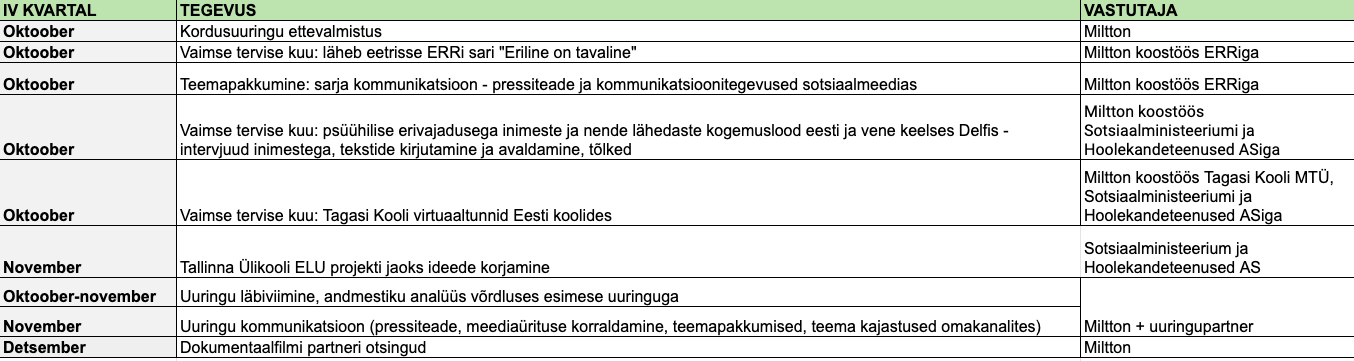 IV KVARTAL TEGEVUS VASTUTAJA
Oktoober Kordusuuringu ettevalmistus Miltton
Oktoober Vaimse tervise kuu: läheb eetrisse ERRi sari "Eriline on tavaline" Miltton koostöös ERRiga
Oktoober Teemapakkumine: sarja kommunikatsioon - pressiteade ja kommunikatsioonitegevused sotsiaalmeedias Miltton koostöös ERRiga
Oktoober
Vaimse tervise kuu: psüühilise erivajadusega inimeste ja nende lähedaste kogemuslood eesti ja vene keelses Delfis -
intervjuud inimestega, tekstide kirjutamine ja avaldamine, tõlked
Miltton koostöös
Sotsiaalministeeriumi ja
Hoolekandeteenused ASiga
Oktoober
Vaimse tervise kuu: Tagasi Kooli virtuaaltunnid Eesti koolides
Miltton koostöös Tagasi Kooli MTÜ,
Sotsiaalministeeriumi ja
Hoolekandeteenused ASiga
November
Tallinna Ülikooli ELU projekti jaoks ideede korjamine
Sotsiaalministeerium ja
Hoolekandeteenused AS
Oktoober-november Uuringu läbiviimine, andmestiku analüüs võrdluses esimese uuringuga
November Uuringu kommunikatsioon (pressiteade, meediaürituse korraldamine, teemapakkumised, teema kajastused omakanalites) Miltton + uuringupartner
Detsember Dokumentaalfilmi partneri otsingud Miltton